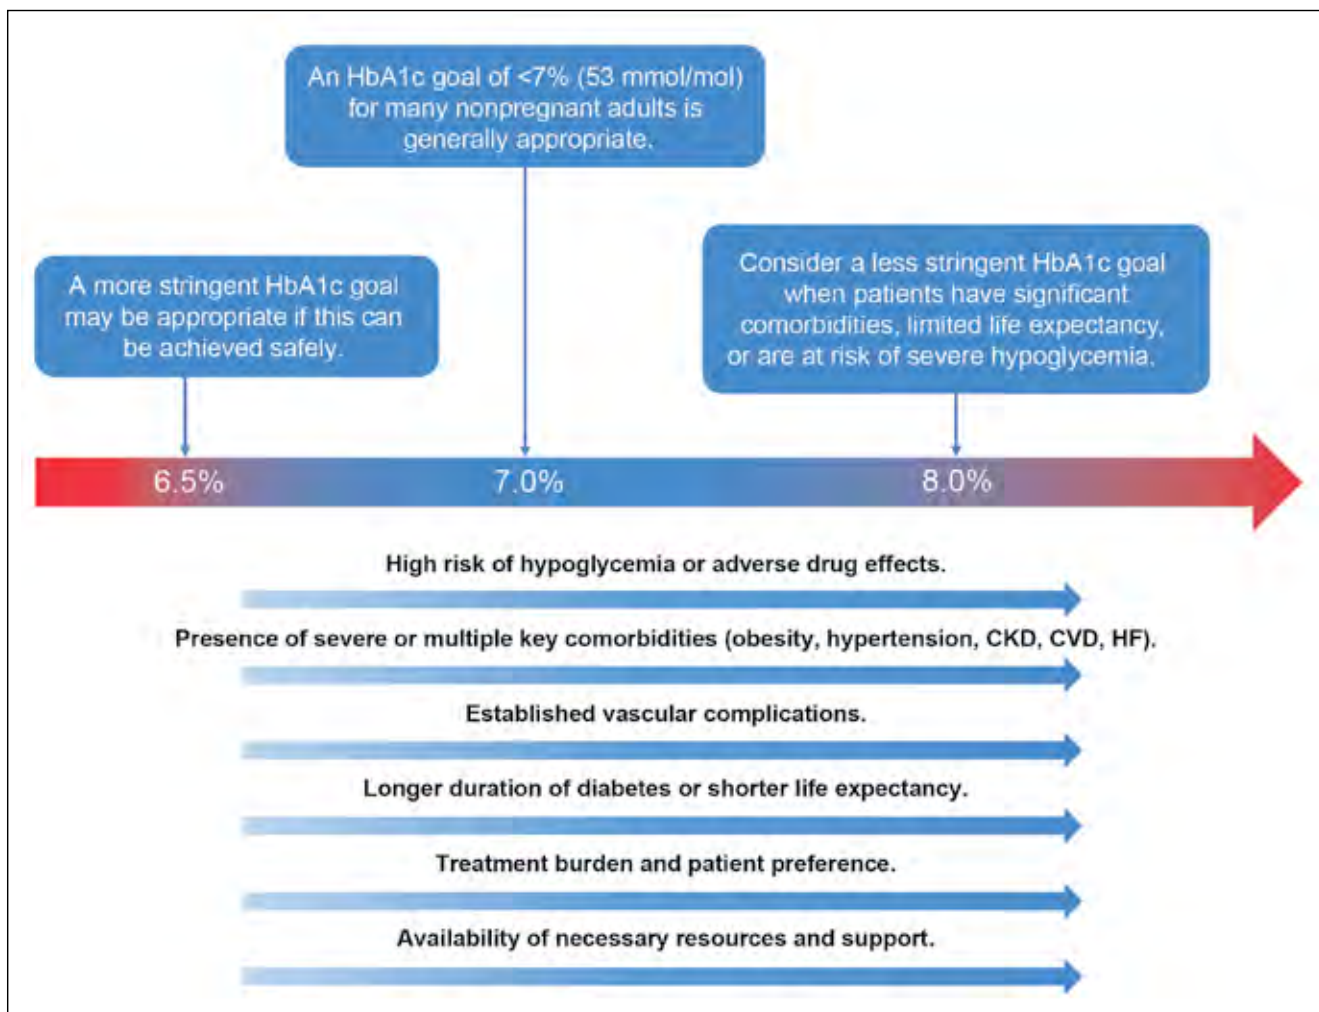 An HbA1c goal of <7% (53 mmol/mol)
for many nonpregnant adults is
generally appropriate.
A more stringent HbA1c goal
may be appropriate if this can
be achieved safely.
Consider a less stringent HbA1c goal
when patients have significant
comorbidities, limited life expectancy,
or are at risk of severe hypoglycemia.
6.5%
7.0%
8.0%
High risk of hypoglycemia or adverse drug effects.
Presence of severe or multiple key comorbidities (obesity, hypertension, CKD, CVD, HF).
Established vascular complications.
Longer duration of diabetes or shorter life expectancy.
Treatment burden and patient preference.
Availability of necessary resources and support.